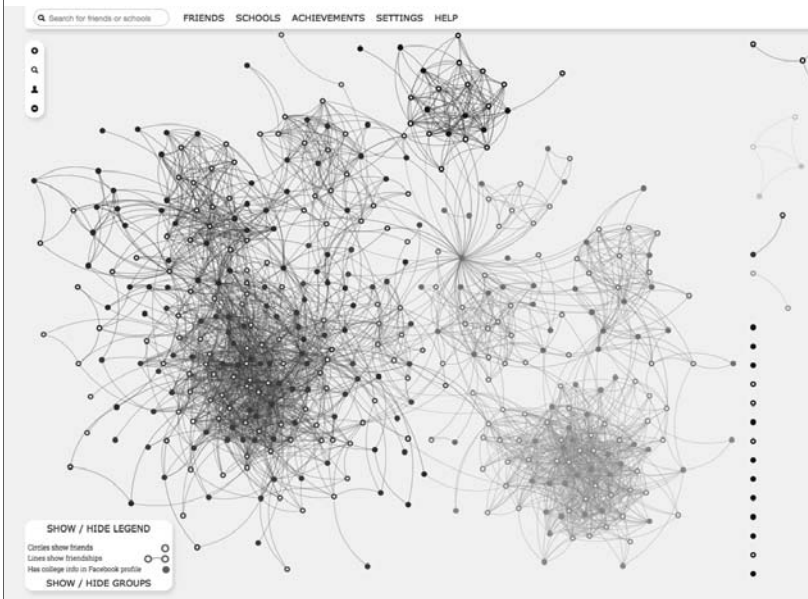 Search for friends or schools FRIENDS SCHOOLS ACHIEVEMENTS SETTINGS HELP
SHOW / HIDE LEGEND
Circles show friends
Lines show friendships
Has college info in Facebook profile
SHOW / HIDE GROUPS